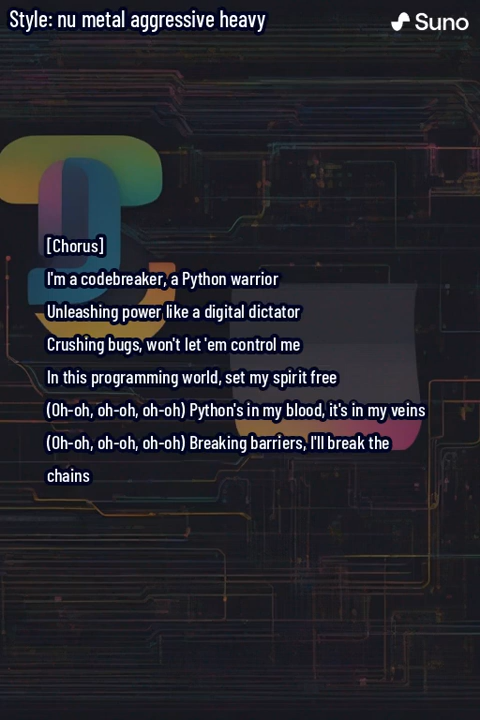 Style: nu metal aggressive heavy
Suno
[Chorus]
I'm a codebreaker, a Python warrior
Unleashing power like a digital dictator
Crushing bugs, won't let 'em control me
In this programming world, set my spirit free
(Oh-oh, oh-oh, oh-oh) Python's in my blood, it's in my veins
(Oh-oh, oh-oh, oh-oh) Breaking barriers, I'll break the
chains